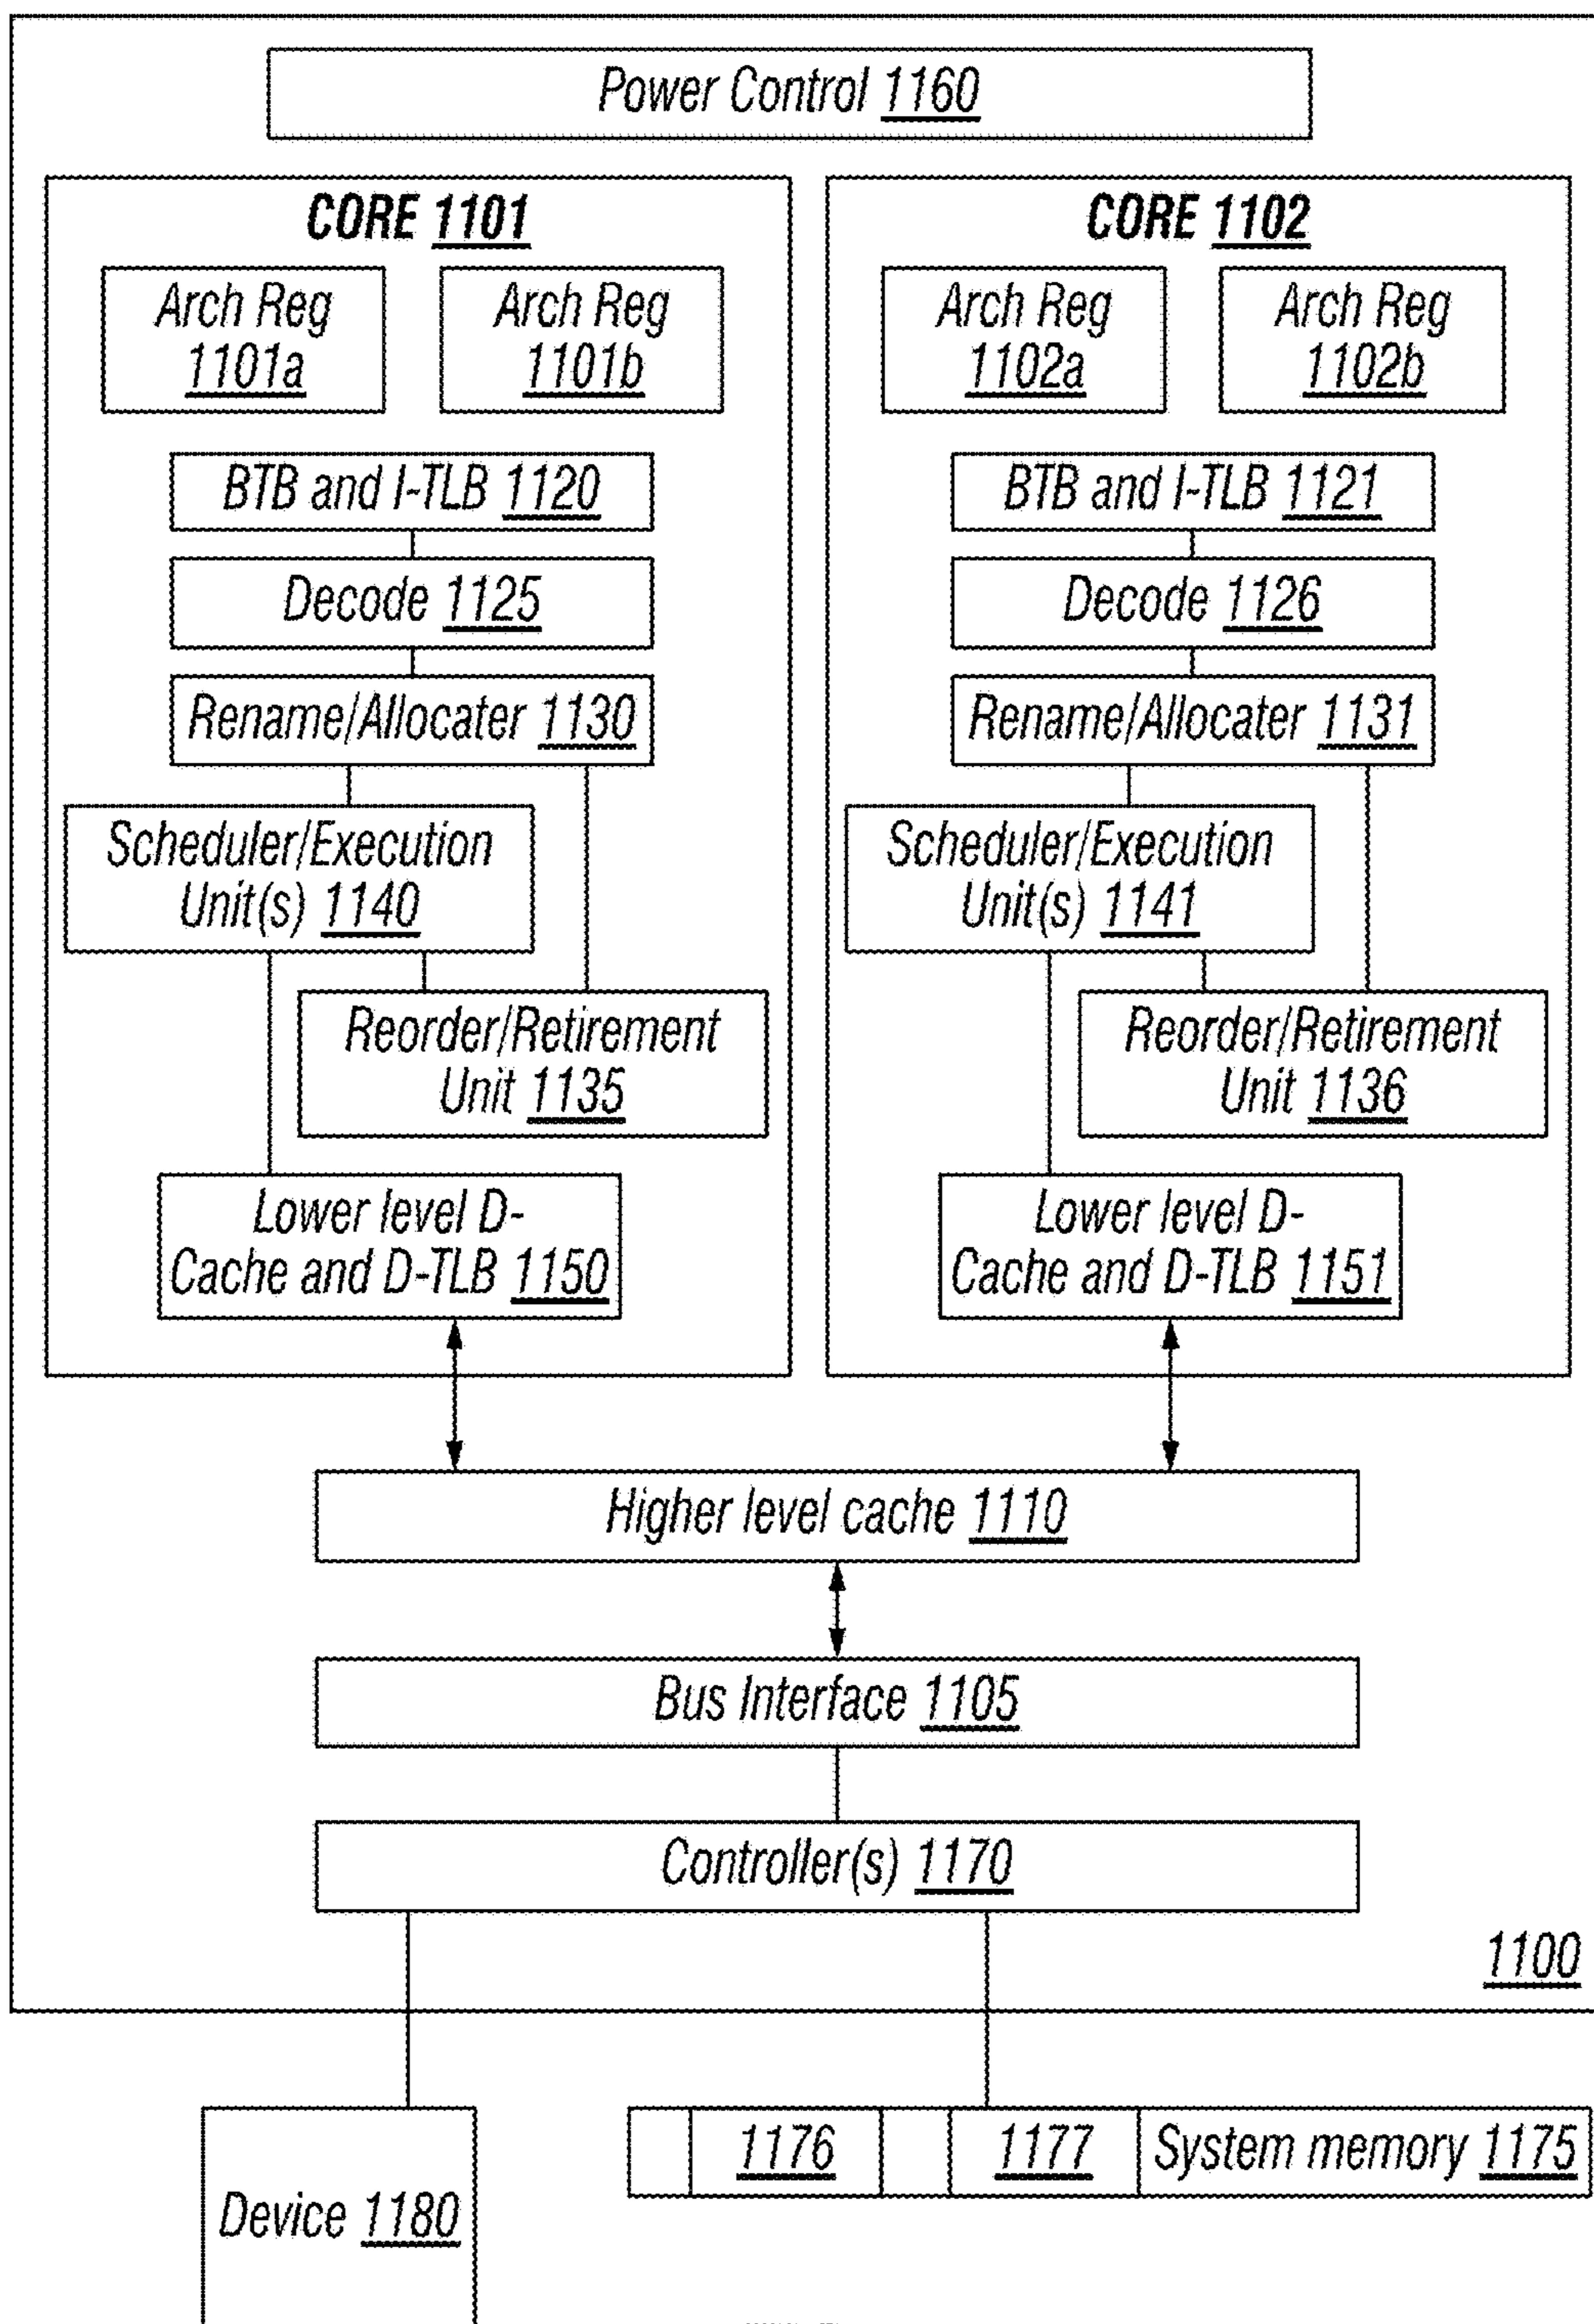 Power Control 1160
CORE 1101
CORE 1102
Arch Reg
1101a
Arch Reg
1101b
Arch Reg
1102a
Arch Reg
1102b
BTB and I-TLB 1120
BTB and I-TLB 1121
Decode 1125
Decode 1126
Rename/Allocater 1130
Rename/Allocater 1131
Scheduler/Execution
Unit(s) 1140
Scheduler/Execution
Unit(s) 1141
Reorder/Retirement
Unit 1135
Reorder/Retirement
Unit 1136
Lower level D-
Cache and D-TLB 1150
Lower level D-
Cache and D-TLB 1151
Higher level cache 1110
Bus Interface 1105
Controller(s) 1170
1100
1176
1177
System memory 1175
Device 1180